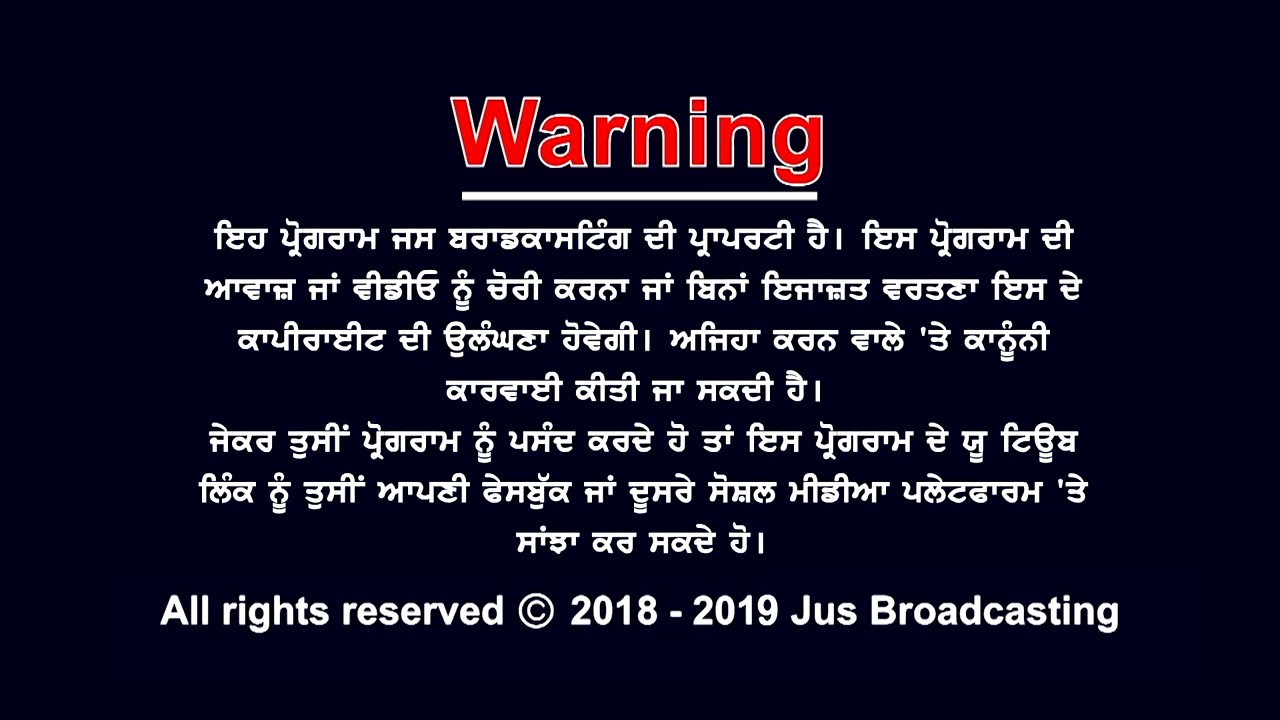 Warning
ਇਹ ਪ੍ਰੋਗਰਾਮ ਜਸ ਬਰਾਡਕਾਸਟਿੰਗ ਦੀ ਪ੍ਰਾਪਰਟੀ ਹੈ। ਇਸ ਪ੍ਰੋਗਰਾਮ ਦੀ
ਆਵਾਜ਼ ਜਾਂ ਵੀਡੀਓ ਨੂੰ ਚੋਰੀ ਕਰਨਾ ਜਾਂ ਬਿਨਾਂ ਇਜਾਜ਼ਤ ਵਰਤਣਾ ਇਸ ਦੇ
ਕਾਪੀਰਾਈਟ ਦੀ ਉਲੰਘਣਾ ਹੋਵੇਗੀ। ਅਜਿਹਾ ਕਰਨ ਵਾਲੇ 'ਤੇ ਕਾਨੂੰਨੀ
ਕਾਰਵਾਈ ਕੀਤੀ ਜਾ ਸਕਦੀ ਹੈ।
ਜੇਕਰ ਤੁਸੀਂ ਪ੍ਰੋਗਰਾਮ ਨੂੰ ਪਸੰਦ ਕਰਦੇ ਹੋ ਤਾਂ ਇਸ ਪ੍ਰੋਗਰਾਮ ਦੇ ਯੂ ਟਿਊਬ
ਲਿੰਕ ਨੂੰ ਤੁਸੀਂ ਆਪਣੀ ਫੇਸਬੁੱਕ ਜਾਂ ਦੂਸਰੇ ਸੋਸ਼ਲ ਮੀਡੀਆ ਪਲੇਟਫਾਰਮ 'ਤੇ
ਸਾਂਝਾ ਕਰ ਸਕਦੇ ਹੋ।
All rights reserved © 2018 - 2019 Jus Broadcasting